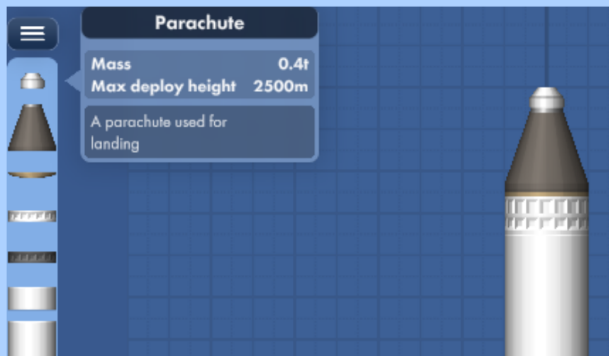 Parachute
Mass 0.4t
Max deploy height 2500m
A parachute used for
landing